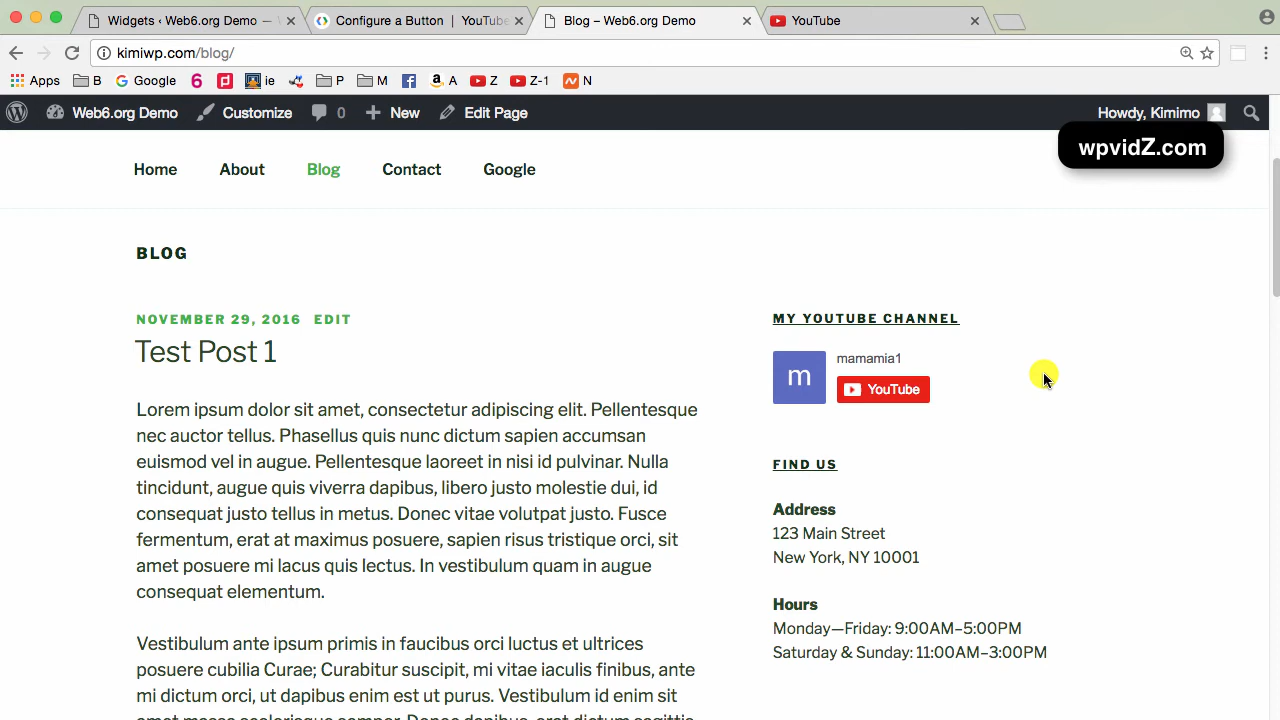 Widgets ‹ Web6.org Demo —
Configure a Button | YouTube
Blog – Web6.org Demo
YouTube
kimiwp.com/blog/
Apps
B
Google
6
ie
P
M
A
Z
Z-1
N
Web6.org Demo
Customize
0
New
Edit Page
Howdy, Kimimo
wpvidZ.com
Home
About
Blog
Contact
Google
BLOG
NOVEMBER 29, 2016 EDIT
Test Post 1
Lorem ipsum dolor sit amet, consectetur adipiscing elit. Pellentesque
nec auctor tellus. Phasellus quis nunc dictum sapien accumsan
euismod vel in augue. Pellentesque laoreet in nisi id pulvinar. Nulla
tincidunt, augue quis viverra dapibus, libero justo molestie dui, id
consequat justo tellus in metus. Donec vitae volutpat justo. Fusce
fermentum, erat at maximus posuere, sapien risus tristique orci, sit
amet posuere mi lacus quis lectus. In vestibulum quam in augue
consequat elementum.
Vestibulum ante ipsum primis in faucibus orci luctus et ultrices
posuere cubilia Curae; Curabitur suscipit, mi vitae iaculis finibus, ante
mi dictum orci, ut dapibus enim est ut purus. Vestibulum id enim sit
MY YOUTUBE CHANNEL
m
mamamia1
YouTube
FIND US
Address
123 Main Street
New York, NY 10001
Hours
Monday—Friday: 9:00AM–5:00PM
Saturday & Sunday: 11:00AM–3:00PM